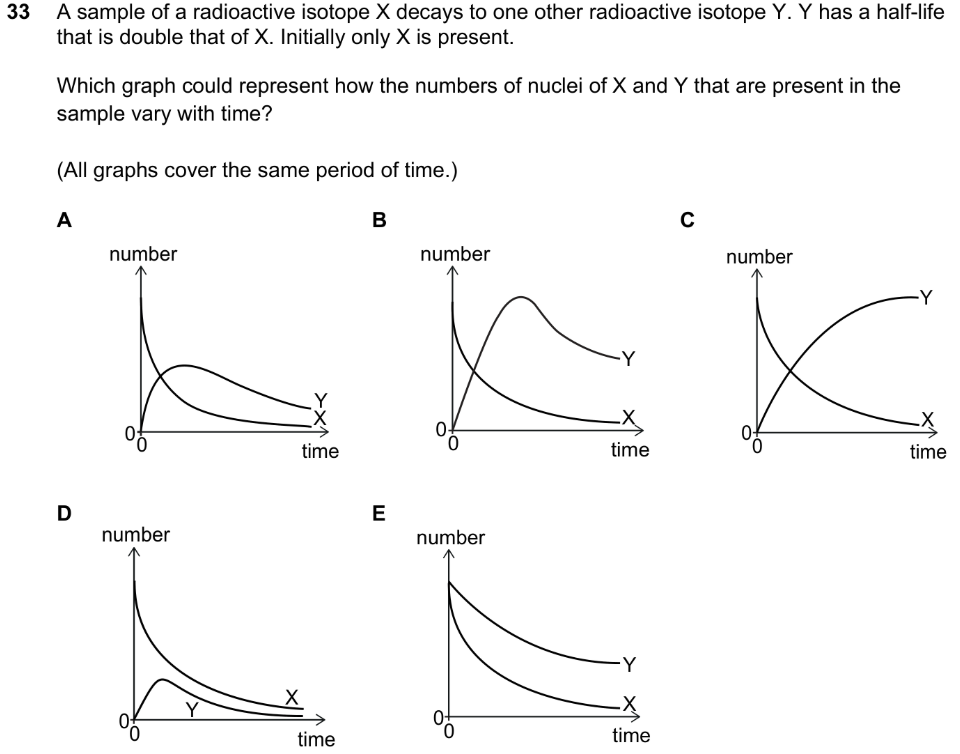 33 A sample of a radioactive isotope X decays to one other radioactive isotope Y. Y has a half-life
that is double that of X. Initially only X is present.
Which graph could represent how the numbers of nuclei of X and Y that are present in the
sample vary with time?
(All graphs cover the same period of time.)
A
number
Y
X
0
0
time
B
number
Y
X
0
0
time
C
number
Y
X
0
0
time
D
number
X
Y
0
0
time
E
number
Y
X
0
0
time